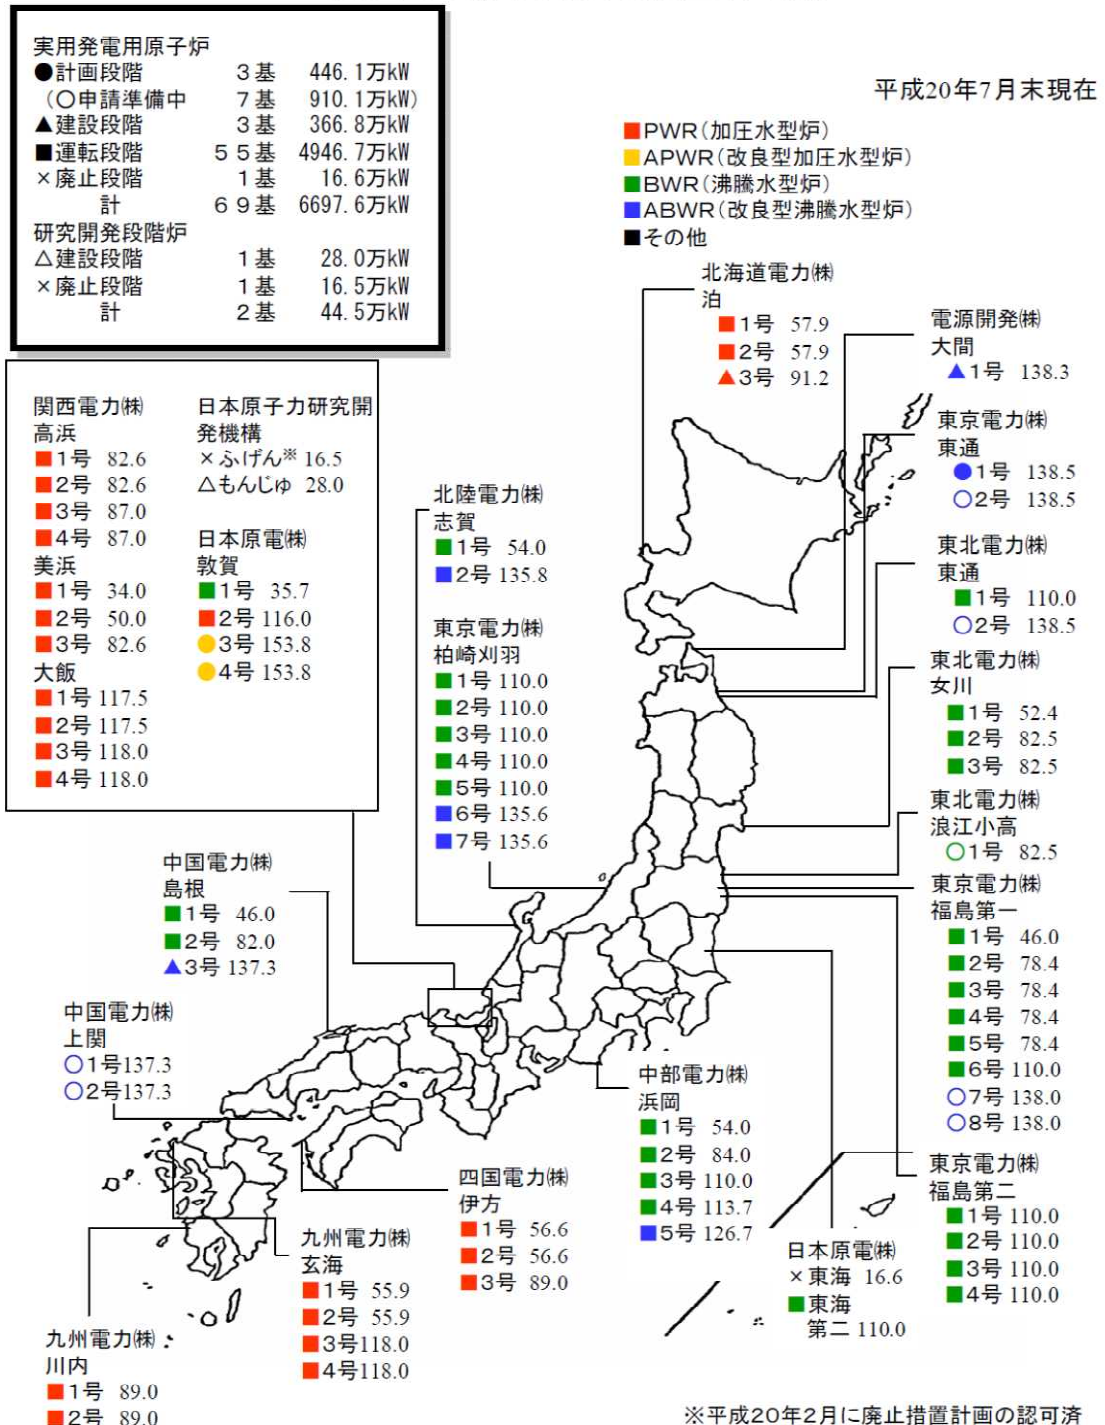 実用発電用原子炉
●計画段階 3基 446.1万kW
(○申請準備中 7基 910.1万kW)
▲建設段階 3基 366.8万kW
■運転段階 55基 4946.7万kW
×廃止段階 1基 16.6万kW
計 69基 6697.6万kW
研究開発段階炉
△建設段階 1基 28.0万kW
×廃止段階 1基 16.5万kW
計 2基 44.5万kW
平成20年7月末現在
■PWR(加圧水型炉)
■APWR(改良型加圧水型炉)
■BWR(沸騰水型炉)
■ABWR(改良型沸騰水型炉)
■その他
北海道電力㈱
泊
■1号 57.9
■2号 57.9
▲3号 91.2
電源開発㈱
大間
▲1号 138.3
東京電力㈱
東通
●1号 138.5
○2号 138.5
東北電力㈱
東通
■1号 110.0
○2号 138.5
東北電力㈱
女川
■1号 52.4
■2号 82.5
■3号 82.5
東北電力㈱
浪江小高
○1号 82.5
東京電力㈱
福島第一
■1号 46.0
■2号 78.4
■3号 78.4
■4号 78.4
■5号 78.4
■6号 110.0
○7号 138.0
○8号 138.0
東京電力㈱
福島第二
■1号 110.0
■2号 110.0
■3号 110.0
■4号 110.0
関西電力㈱
高浜
■1号 82.6
■2号 82.6
■3号 87.0
■4号 87.0
美浜
■1号 34.0
■2号 50.0
■3号 82.6
大飯
■1号 117.5
■2号 117.5
■3号 118.0
■4号 118.0
日本原子力研究開
発機構
×ふげん※ 16.5
△もんじゅ 28.0
日本原電㈱
敦賀
■1号 35.7
■2号 116.0
●3号 153.8
●4号 153.8
北陸電力㈱
志賀
■1号 54.0
■2号 135.8
東京電力㈱
柏崎刈羽
■1号 110.0
■2号 110.0
■3号 110.0
■4号 110.0
■5号 110.0
■6号 135.6
■7号 135.6
中国電力㈱
島根
■1号 46.0
■2号 82.0
▲3号 137.3
中国電力㈱
上関
○1号 137.3
○2号 137.3
中部電力㈱
浜岡
■1号 54.0
■2号 84.0
■3号 110.0
■4号 113.7
■5号 126.7
四国電力㈱
伊方
■1号 56.6
■2号 56.6
■3号 89.0
日本原電㈱
×東海 16.6
■東海
第二 110.0
九州電力㈱
玄海
■1号 55.9
■2号 55.9
■3号 118.0
■4号 118.0
九州電力㈱
川内
■1号 89.0
■2号 89.0
※平成20年2月に廃止措置計画の認可済